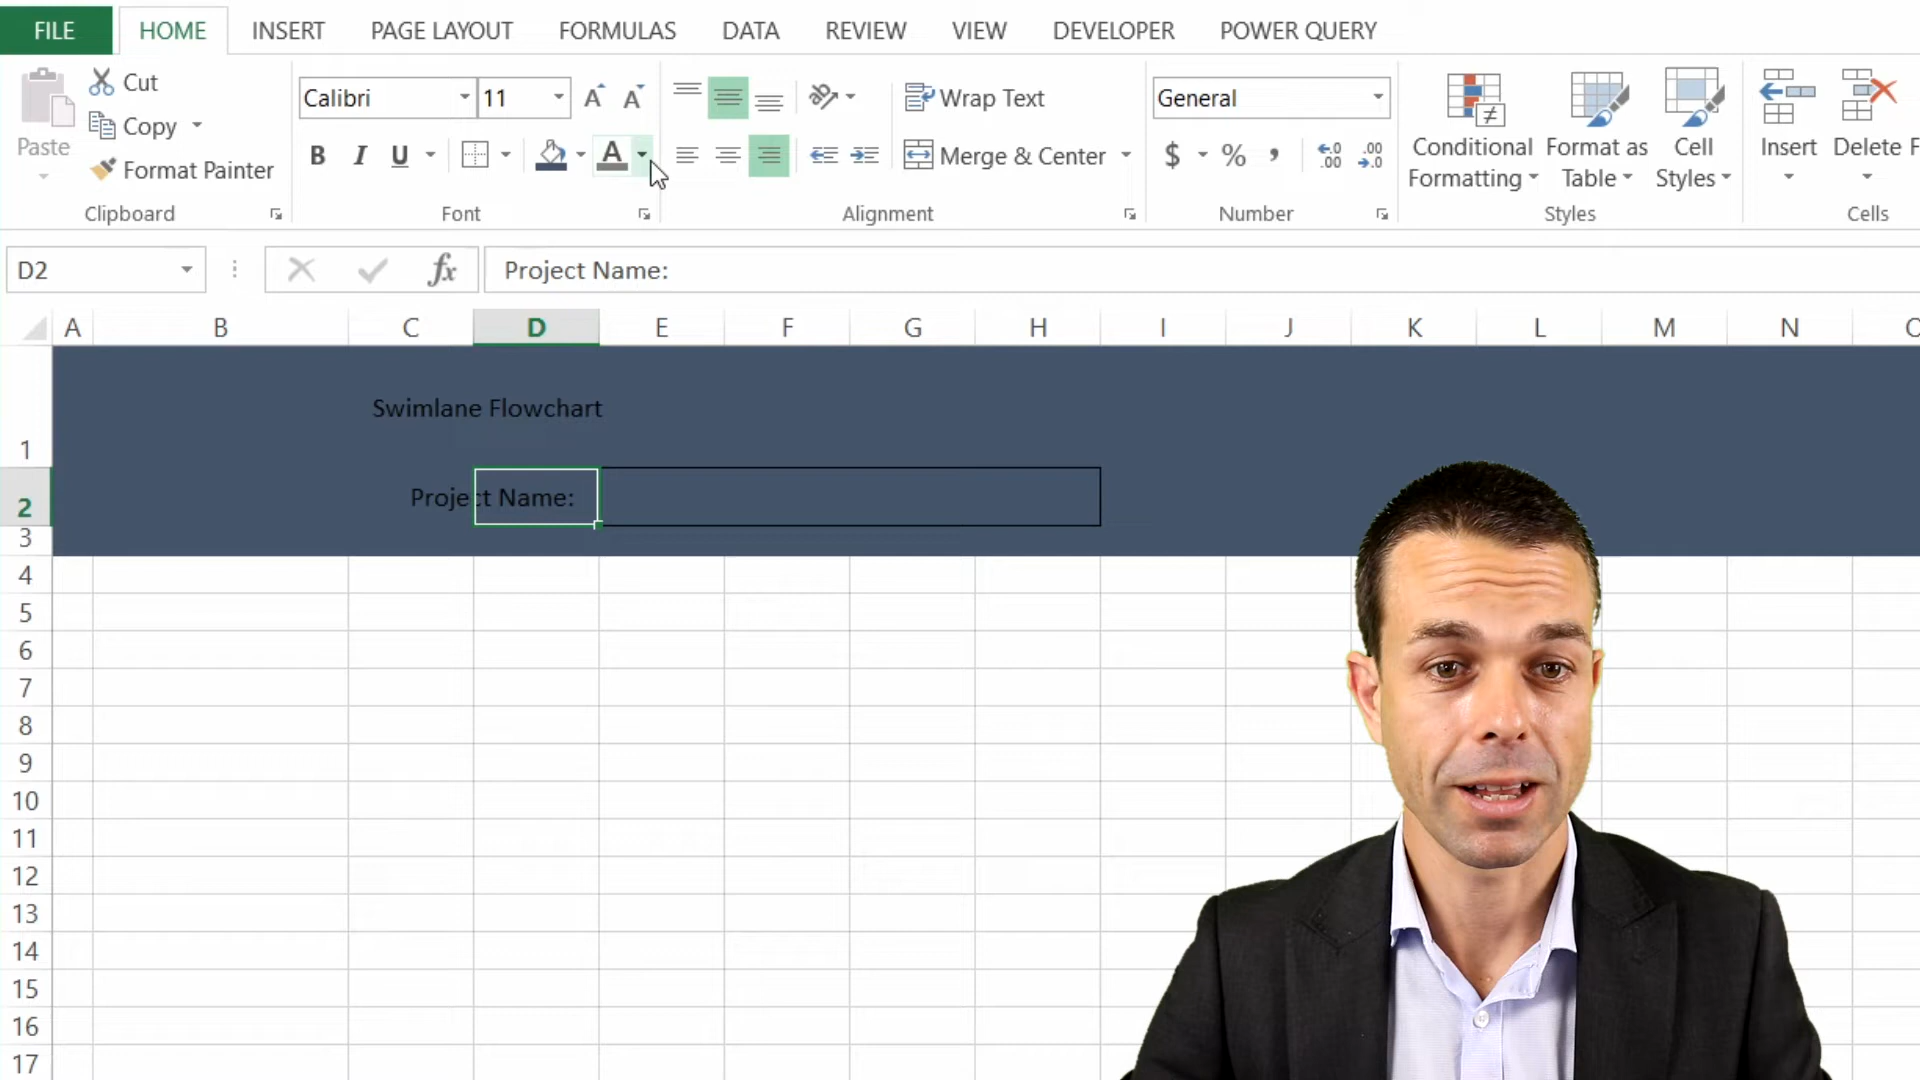 FILE HOME INSERT PAGE LAYOUT FORMULAS DATA REVIEW VIEW DEVELOPER POWER QUERY
Paste
Cut
Copy
Format Painter
Clipboard
Calibri 11
B I U A
Font
Wrap Text
Merge & Center
Alignment
General
$ % ,
.00 .00
Number
Conditional Formatting
Format as Table
Cell Styles
Styles
Insert
Delete F
Cells
D2
fx
Project Name:
A B C D E F G H I J K L M N
1
Swimlane Flowchart
2
Project Name:
3
4
5
6
7
8
9
10
11
12
13
14
15
16
17